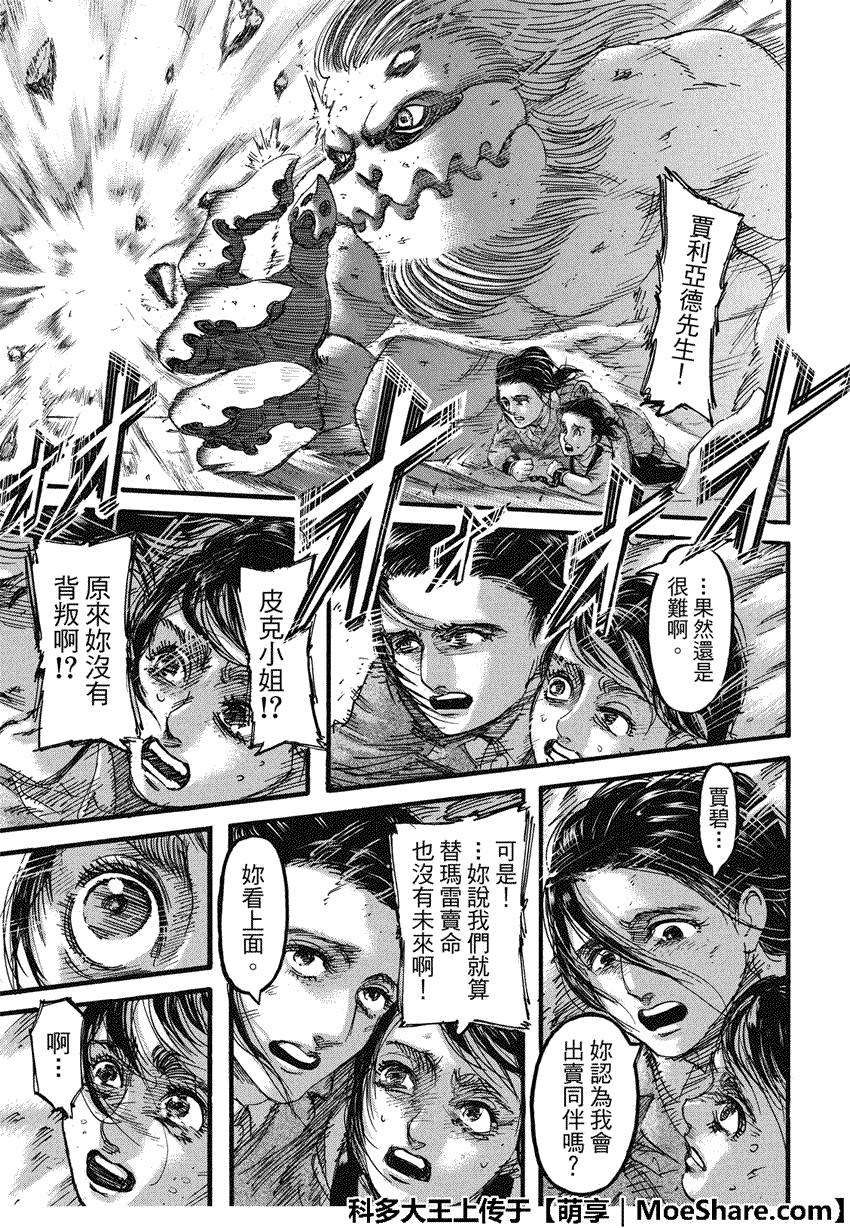 賈利亞德先生！
…果然還是
很難啊。
皮克小姐!?
原來妳沒有
背叛啊!?
賈碧…
妳認為我會
出賣同伴嗎？
可是！
…妳說我們就算
替瑪雷賣命
也沒有未來啊！
妳看上面。
啊…
科多大王上传于【萌享｜MoeShare.com】